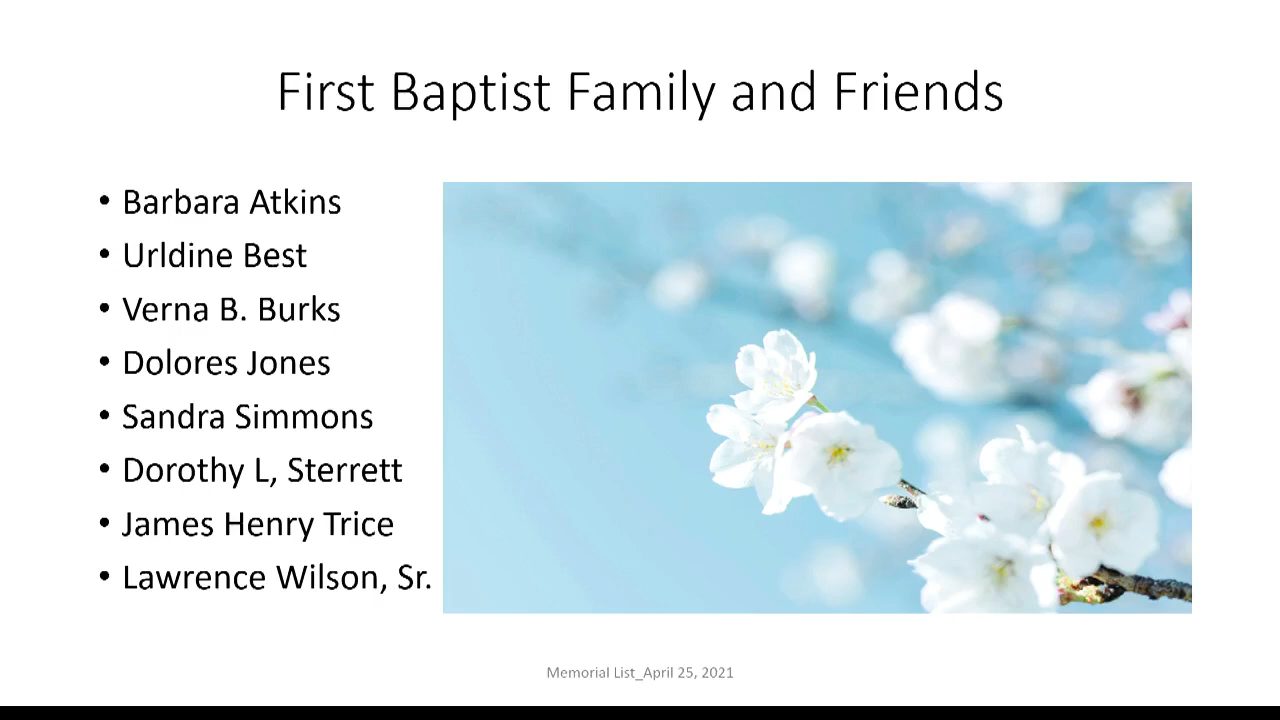 First Baptist Family and Friends
• Barbara Atkins
• Urldine Best
• Verna B. Burks
• Dolores Jones
• Sandra Simmons
• Dorothy L, Sterrett
• James Henry Trice
• Lawrence Wilson, Sr.
Memorial List_April 25, 2021